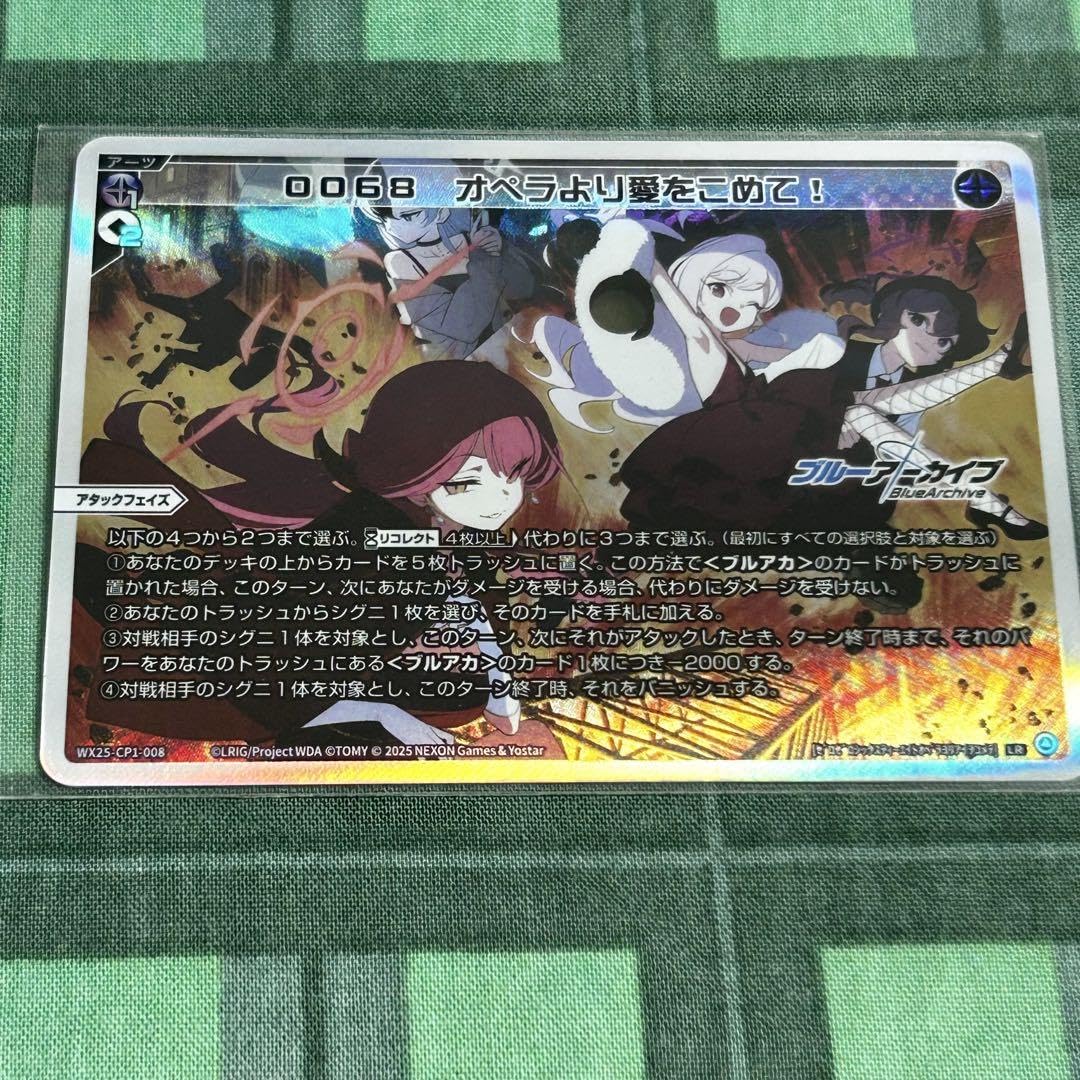 アーツ
0068 オペラより愛をこめて!
1
2
ブルーアーカイブ
BlueArchive
アタックフェイズ
以下の4つから2つまで選ぶ。リコレクト 4枚以上 代わりに3つまで選ぶ。(最初にすべての選択肢と対象を選ぶ)
①あなたのデッキの上からカードを5枚トラッシュに置く。この方法で<ブルアカ>のカードがトラッシュに
置かれた場合、このターン、次にあなたがダメージを受ける場合、代わりにダメージを受けない。
②あなたのトラッシュからシグニ1枚を選び、そのカードを手札に加える。
③対戦相手のシグニ1体を対象とし、このターン、次にそれがアタックしたとき、ターン終了時まで、それのパ
ワーをあなたのトラッシュにある<ブルアカ>のカード1枚につき-2000する。
④対戦相手のシグニ1体を対象とし、このターン終了時、それをバニッシュする。
WX25-CP1-008 ©LRIG/Project WDA ©TOMY © 2025 NEXON Games & Yostar LR